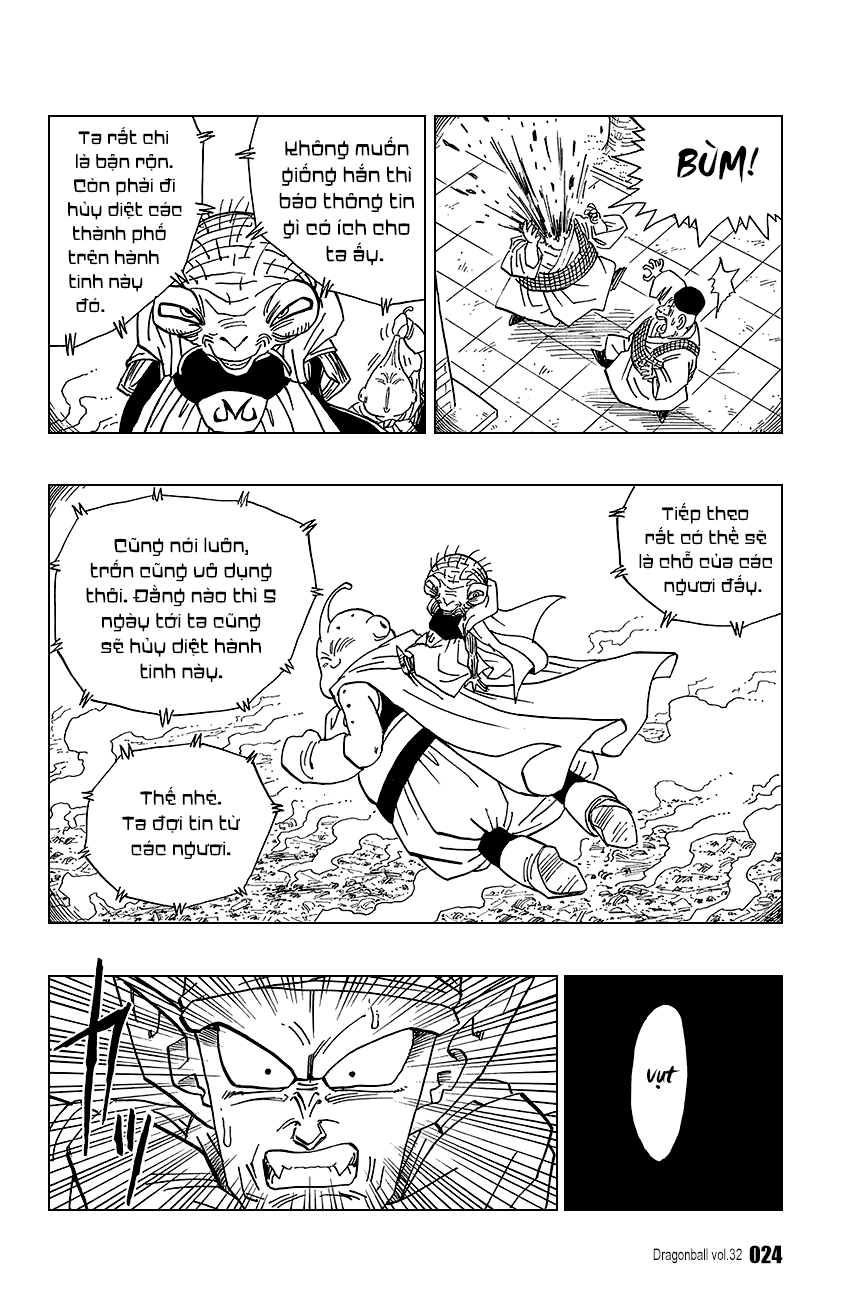 BÙM!
Không muốn
giống hắn thì
báo thông tin
gì có ích cho
ta ấy.
Ta rất chi
là bận rộn.
Còn phải đi
hủy diệt các
thành phố
trên hành
tinh này
đó.
Tiếp theo
rất có thể sẽ
là chỗ của các
ngươi đấy.
Cũng nói luôn,
trốn cũng vô dụng
thôi. Đằng nào thì 5
ngày tới ta cũng
sẽ hủy diệt hành
tinh này.
Thế nhé.
Ta đợi tin từ
các ngươi.
vụt
ガ
Dragonball vol.32 024